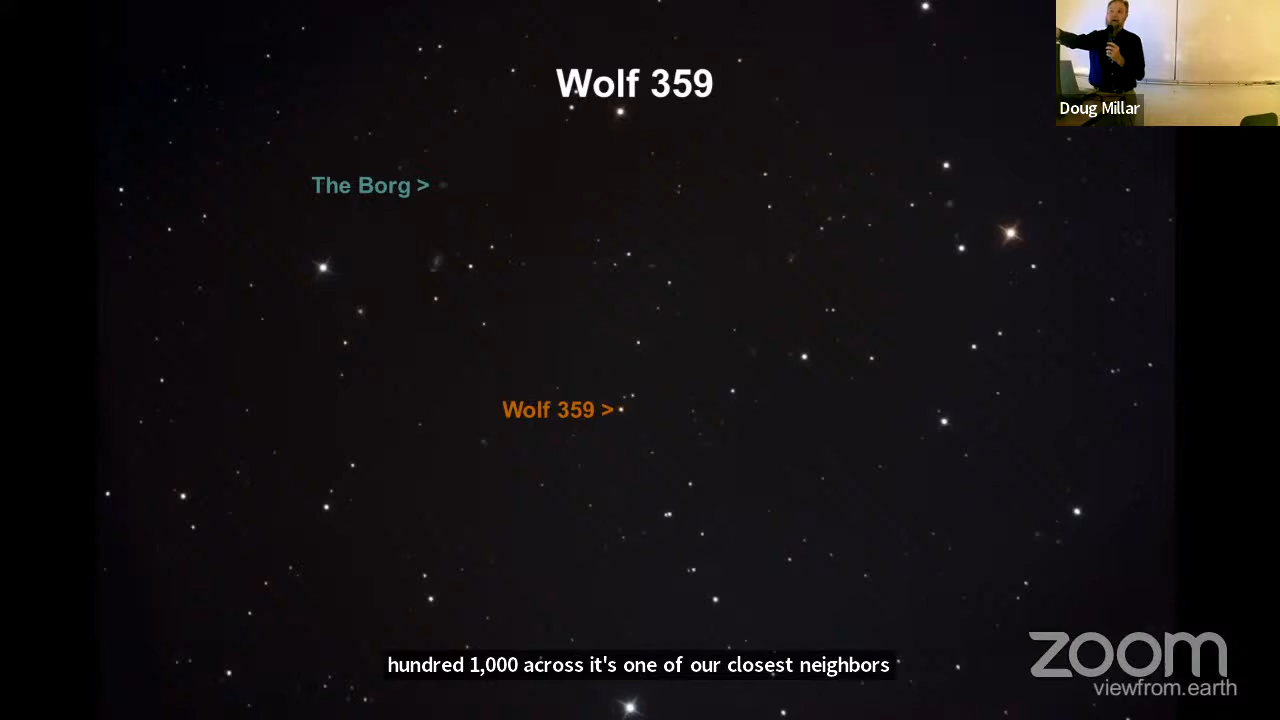 Wolf 359
Doug Millar
The Borg >
Wolf 359 >
hundred 1,000 across it's one of our closest neighbors
zoom
viewfrom.earth